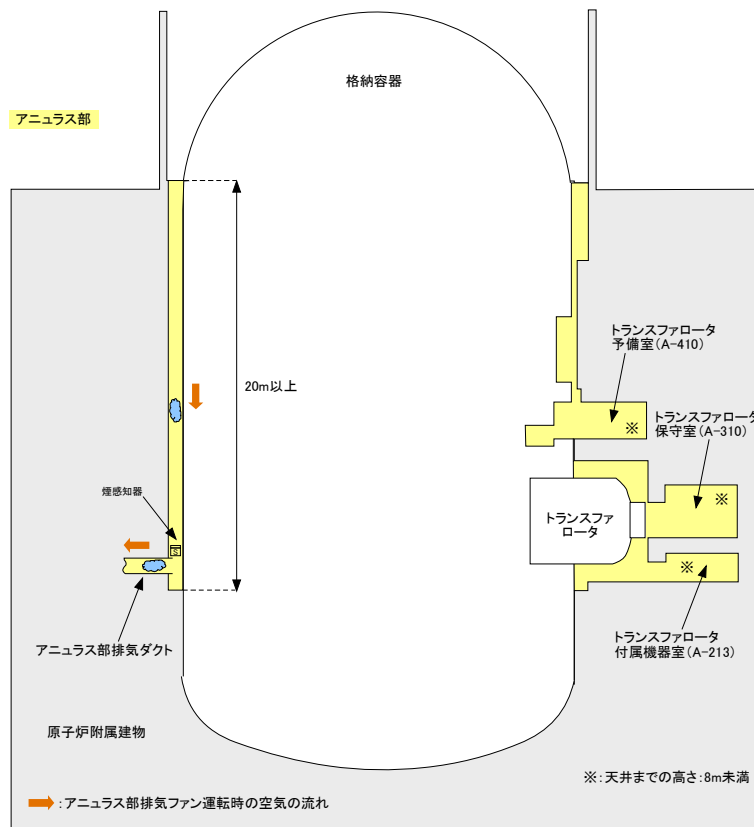 格納容器
アニュラス部
トランスファロータ
予備室(A-410)
20m以上
トランスファロータ
保守室(A-310)
※
※
煙感知器
S
トランスファ
ロータ
※
アニュラス部排気ダクト
トランスファロータ
付属機器室(A-213)
原子炉附属建物
※:天井までの高さ:8m未満
:アニュラス部排気ファン運転時の空気の流れ